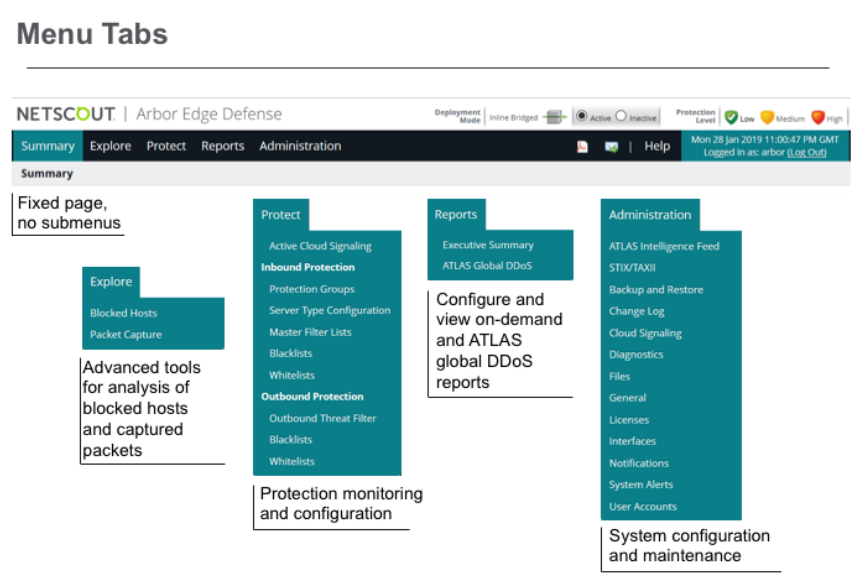 Menu Tabs
NETSCOUT. | Arbor Edge Defense
Deployment Mode
Inline Bridged
Active
Inactive
Protection Level
Low
Medium
High
Summary
Explore
Protect
Reports
Administration
|
Help
Mon 28 Jan 2019 11:00:47 PM GMT
Logged in as: arbor (Log Out)
Summary
Fixed page,
no submenus
Explore
Blocked Hosts
Packet Capture
Advanced tools
for analysis of
blocked hosts
and captured
packets
Protect
Active Cloud Signaling
Inbound Protection
Protection Groups
Server Type Configuration
Master Filter Lists
Blacklists
Whitelists
Outbound Protection
Outbound Threat Filter
Blacklists
Whitelists
Protection monitoring
and configuration
Reports
Executive Summary
ATLAS Global DDoS
Configure and
view on-demand
and ATLAS
global DDoS
reports
Administration
ATLAS Intelligence Feed
STIX/TAXII
Backup and Restore
Change Log
Cloud Signaling
Diagnostics
Files
General
Licenses
Interfaces
Notifications
System Alerts
User Accounts
System configuration
and maintenance